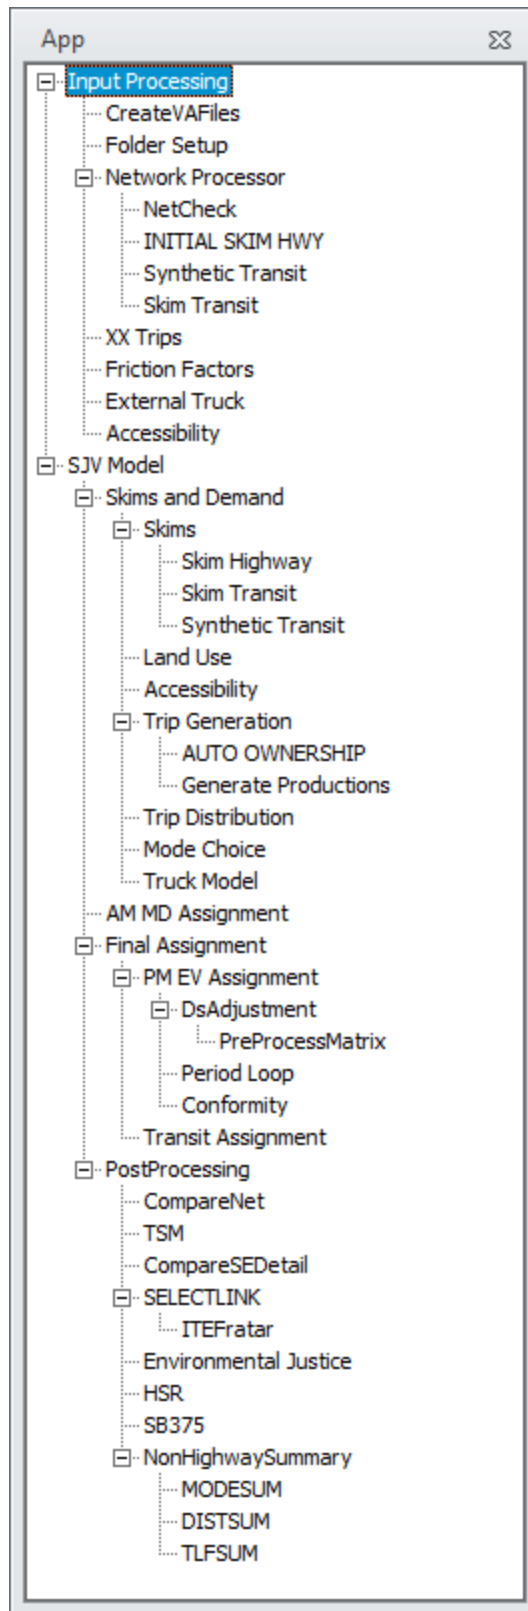 App
Input Processing
CreateVAFiles
Folder Setup
Network Processor
NetCheck
INITIAL SKIM HWY
Synthetic Transit
Skim Transit
XX Trips
Friction Factors
External Truck
Accessibility
SJV Model
Skims and Demand
Skims
Skim Highway
Skim Transit
Synthetic Transit
Land Use
Accessibility
Trip Generation
AUTO OWNERSHIP
Generate Productions
Trip Distribution
Mode Choice
Truck Model
AM MD Assignment
Final Assignment
PM EV Assignment
DsAdjustment
PreProcessMatrix
Period Loop
Conformity
Transit Assignment
PostProcessing
CompareNet
TSM
CompareSEDetail
SELECTLINK
ITEFratar
Environmental Justice
HSR
SB375
NonHighwaySummary
MODESUM
DISTSUM
TLFSUM